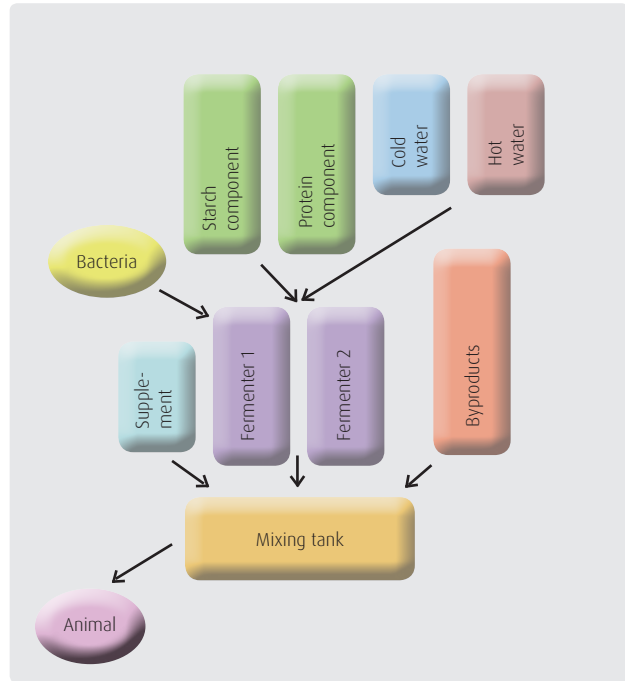 Starch
component
Protein
component
Cold
water
Hot
water
Bacteria
Supple-
ment
Fermenter 1
Fermenter 2
Byproducts
Mixing tank
Animal